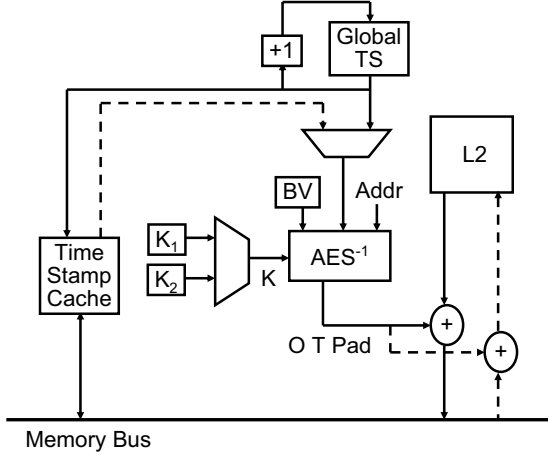 +1
Global
TS
L2
BV
Addr
K1
K2
K
AES-1
Time
Stamp
Cache
+
O T Pad
+
Memory Bus